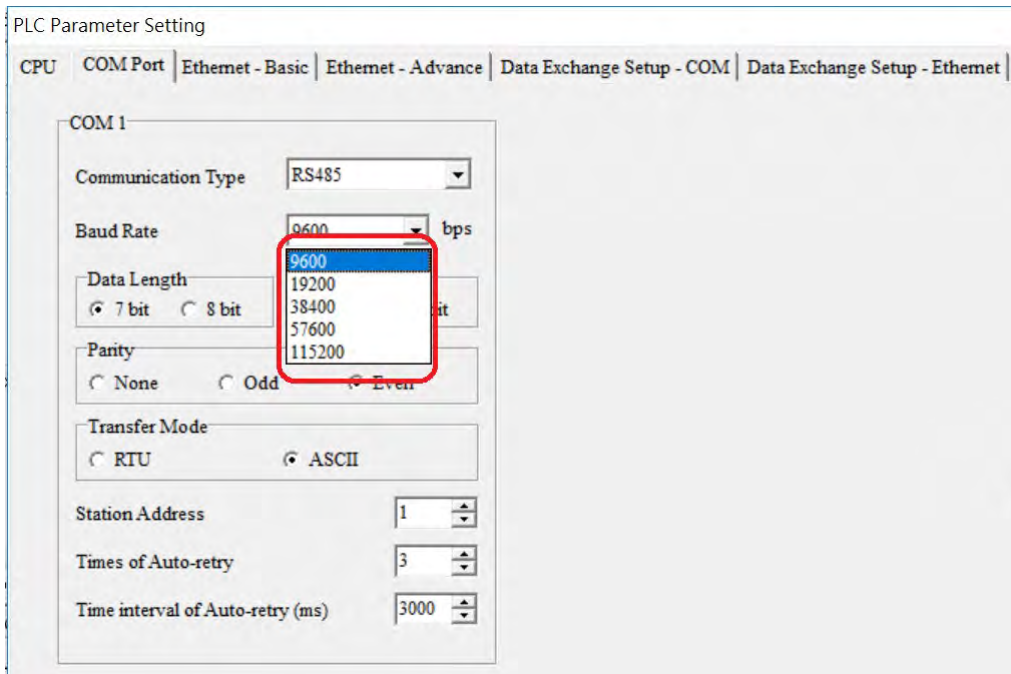 PLC Parameter Setting
CPU COM Port Ethernet - Basic Ethernet - Advance Data Exchange Setup - COM Data Exchange Setup - Ethernet
COM 1
Communication Type RS485
Baud Rate 9600 bps
9600
19200
38400
57600
115200
Data Length
7 bit 8 bit
Parity
None Odd Even
Transfer Mode
RTU ASCII
Station Address 1
Times of Auto-retry 3
Time interval of Auto-retry (ms) 3000